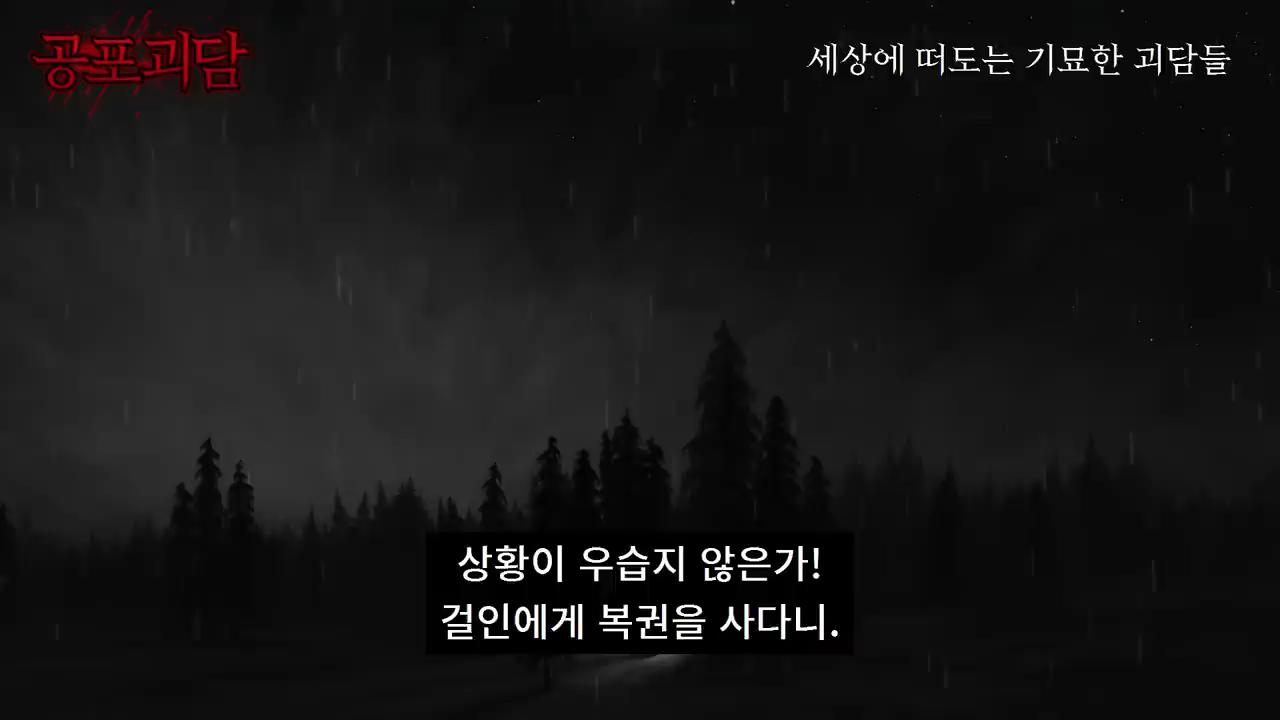 공포괴담
세상에 떠도는 기묘한 괴담들
상황이 우습지 않은가!
걸인에게 복권을 사다니.